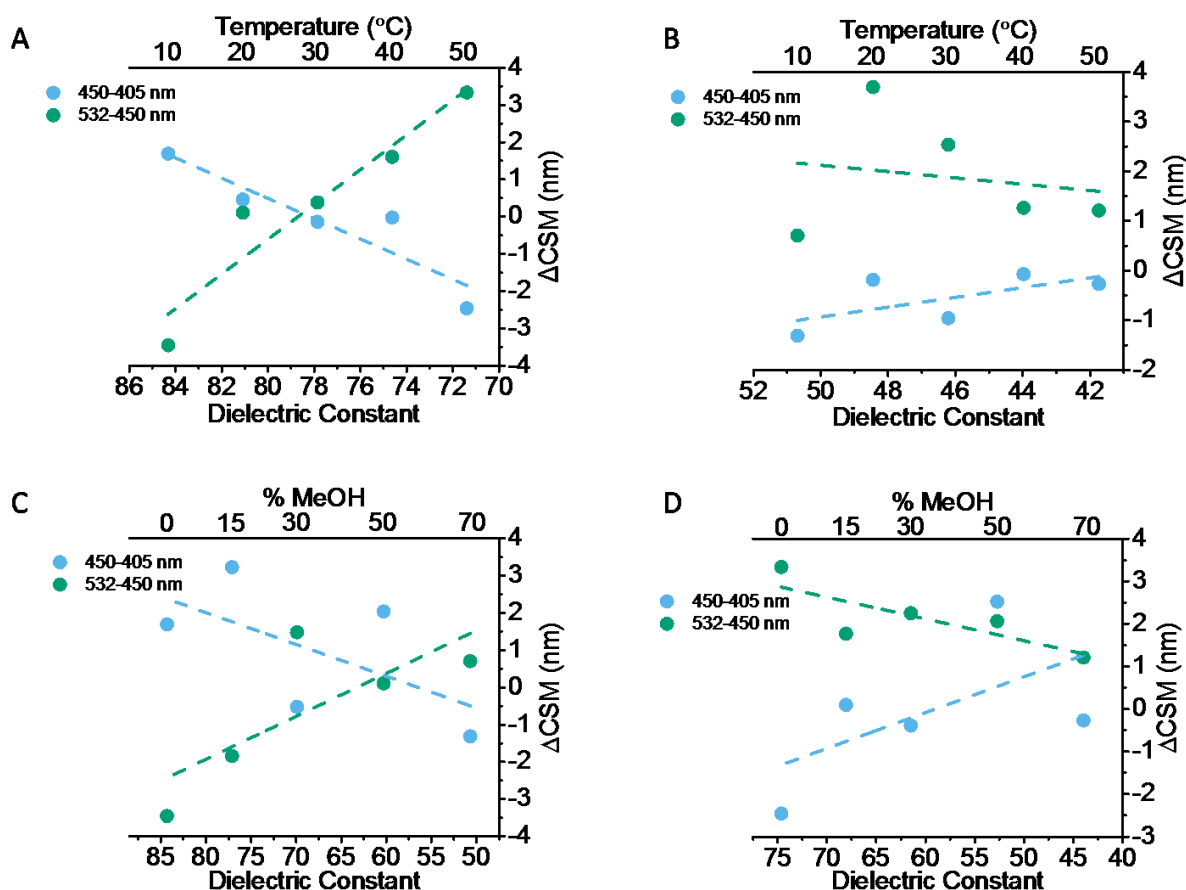 A
Temperature (°C)
10 20 30 40 50
450-405 nm
532-450 nm
4
3
2
1
0
-1
-2
-3
-4
ΔCSM (nm)
86 84 82 80 78 76 74 72 70
Dielectric Constant
B
Temperature (°C)
10 20 30 40 50
450-405 nm
532-450 nm
4
3
2
1
0
-1
-2
ΔCSM (nm)
52 50 48 46 44 42
Dielectric Constant
C
% MeOH
0 15 30 50 70
450-405 nm
532-450 nm
4
3
2
1
0
-1
-2
-3
-4
ΔCSM (nm)
85 80 75 70 65 60 55 50
Dielectric Constant
D
% MeOH
0 15 30 50 70
450-405 nm
532-450 nm
4
3
2
1
0
-1
-2
-3
ΔCSM (nm)
75 70 65 60 55 50 45 40
Dielectric Constant